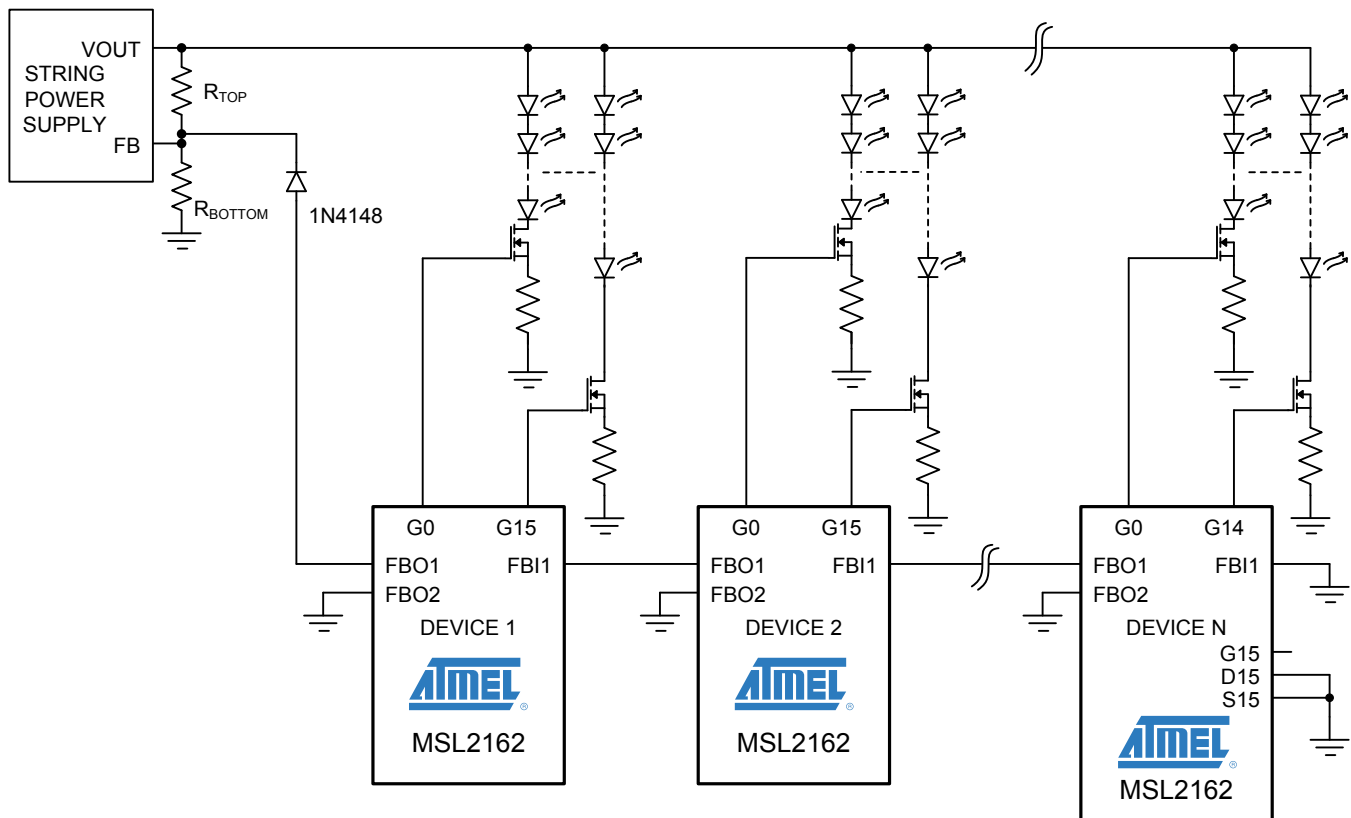 VOUT
STRING
POWER
SUPPLY
FB
RTOP
RBOTTOM
1N4148
G0
G15
FBO1
FBI1
FBO2
DEVICE 1
ATMEL
®
MSL2162
G0
G15
FBO1
FBI1
FBO2
DEVICE 2
ATMEL
®
MSL2162
G0
G14
FBO1
FBI1
FBO2
DEVICE N
G15
D15
S15
ATMEL
®
MSL2162